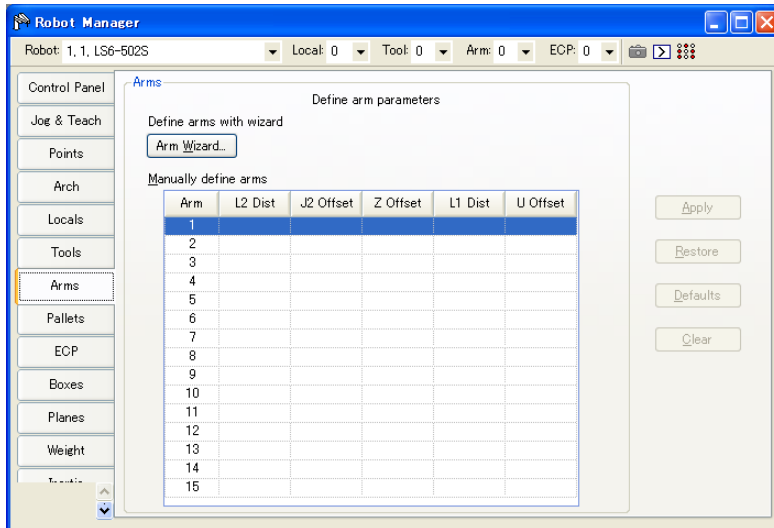 Robot Manager
Robot: 1, 1, LS6-502S Local: 0 Tool: 0 Arm: 0 ECP: 0
Control Panel
Jog & Teach
Points
Arch
Locals
Tools
Arms
Pallets
ECP
Boxes
Planes
Weight
Arms
Define arm parameters
Define arms with wizard
Arm Wizard...
Manually define arms
Arm L2 Dist J2 Offset Z Offset L1 Dist U Offset
1
2
3
4
5
6
7
8
9
10
11
12
13
14
15
Apply
Restore
Defaults
Clear